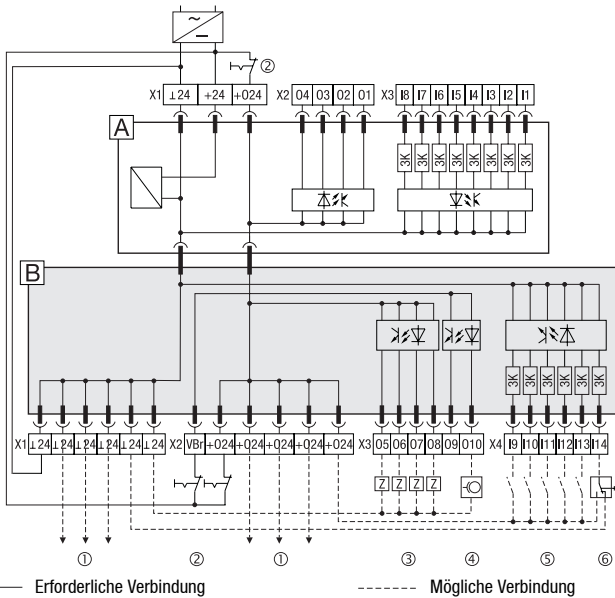 ②
X1 ⊥24 +24 +024 X2 04 03 02 01 X3 I8 I7 I6 I5 I4 I3 I2 I1
A
3K 3K 3K 3K 3K 3K 3K 3K
B
3K 3K 3K 3K 3K 3K
X1 ⊥24 ⊥24 ⊥24 ⊥24 ⊥24 ⊥24 X2 VBr +024 +024 +024 +024 +024 X3 05 06 07 08 09 010 X4 I9 I10 I11 I12 I13 I14
Z Z Z Z
① ② ① ③ ④ ⑤ ⑥
Erforderliche Verbindung Mögliche Verbindung